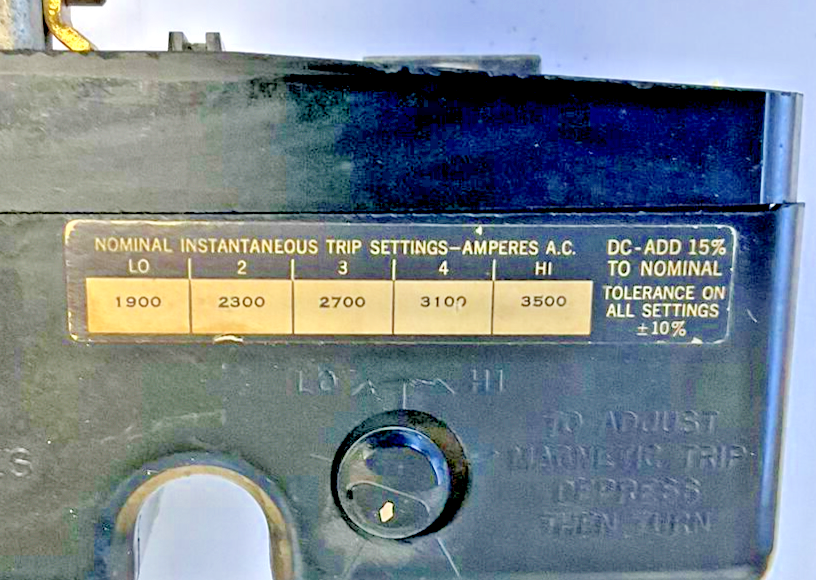 NOMINAL INSTANTANEOUS TRIP SETTINGS—AMPERES A.C.
LO 2 3 4 HI
1900 2300 2700 3100 3500
DC-ADD 15%
TO NOMINAL
TOLERANCE ON
ALL SETTINGS
±10%
LO HI
TO ADJUST
MAGNETIC TRIP
DEPRESS
THEN TURN